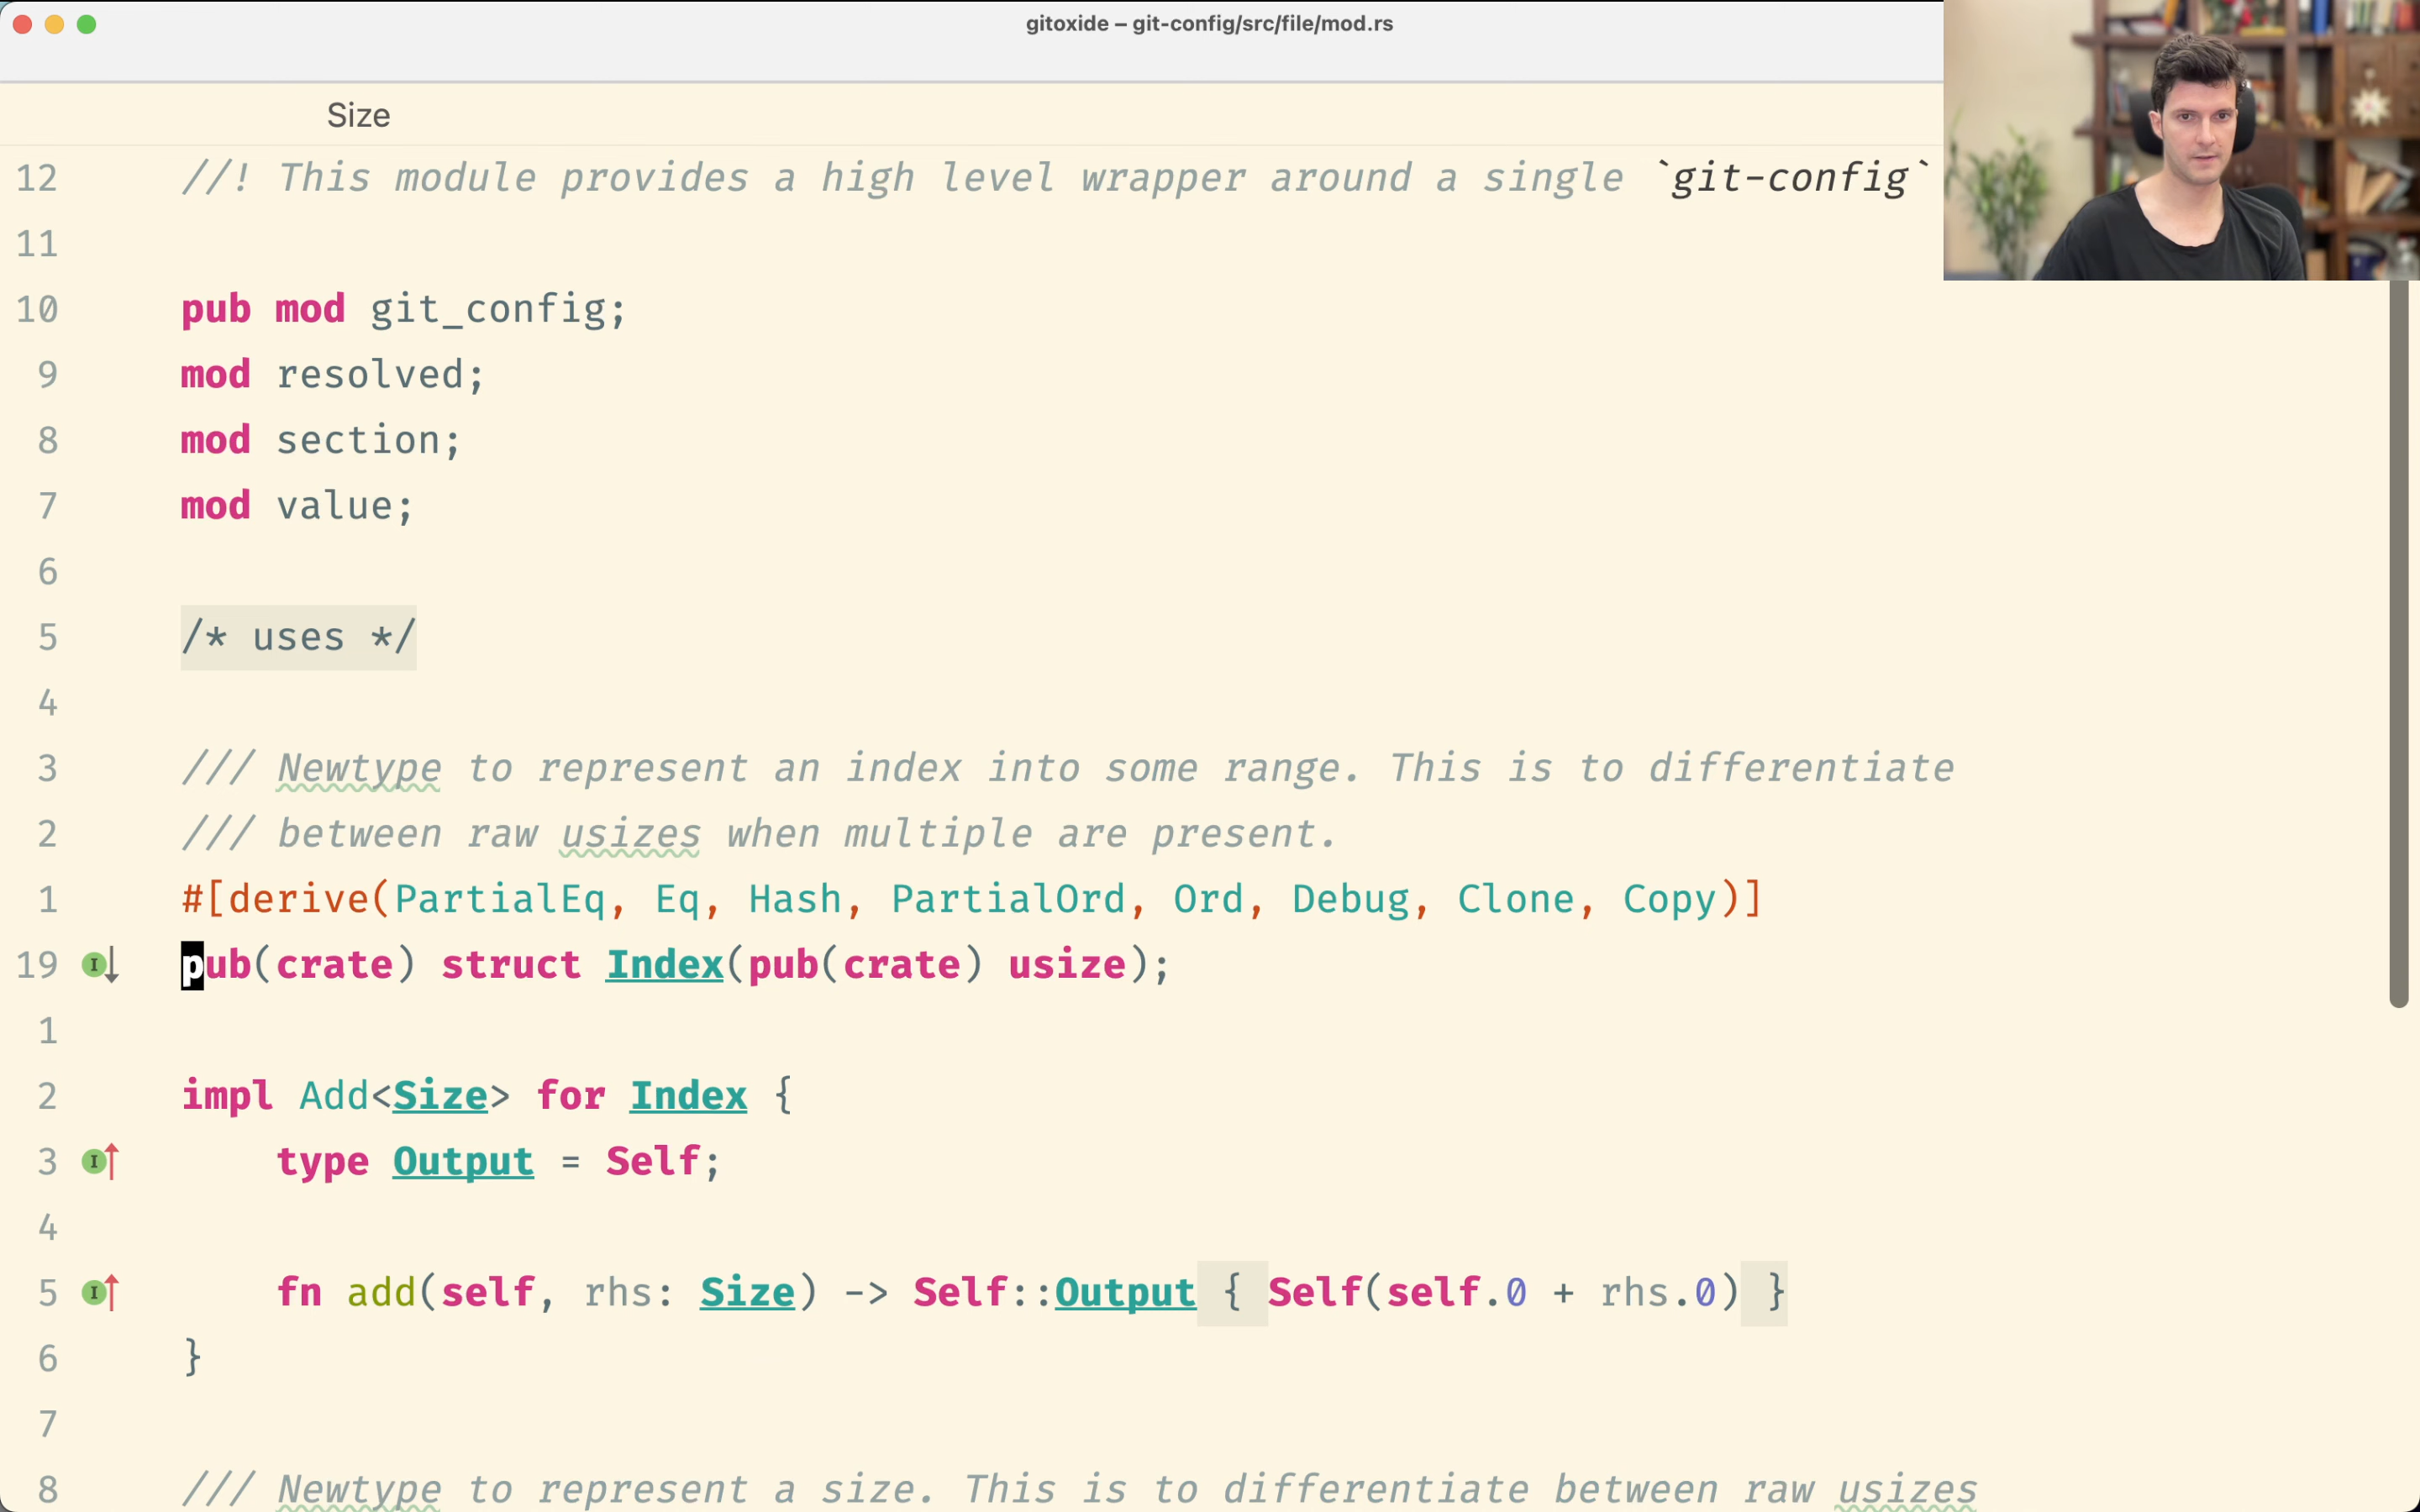 gitoxide – git-config/src/file/mod.rs
Size
12 //! This module provides a high level wrapper around a single `git-config`
11
10 pub mod git_config;
9 mod resolved;
8 mod section;
7 mod value;
6
5 /* uses */
4
3 /// Newtype to represent an index into some range. This is to differentiate
2 /// between raw usizes when multiple are present.
1 #[derive(PartialEq, Eq, Hash, PartialOrd, Ord, Debug, Clone, Copy)]
19 pub(crate) struct Index(pub(crate) usize);
1
2 impl Add<Size> for Index {
3     type Output = Self;
4
5     fn add(self, rhs: Size) -> Self::Output { Self(self.0 + rhs.0) }
6 }
7
8 /// Newtype to represent a size. This is to differentiate between raw usizes